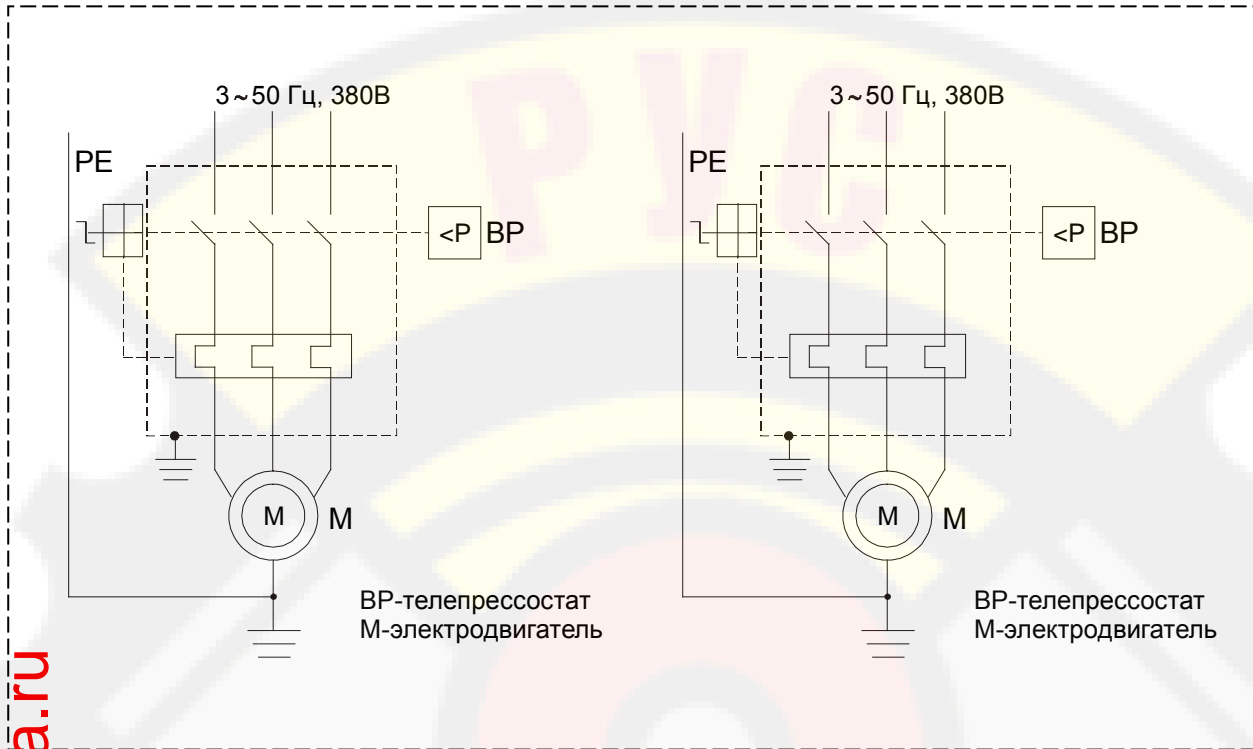 РУС
3~50 Гц, 380В
PE
<P BP
M M
BP-телепрессостат
М-электродвигатель
3~50 Гц, 380В
PE
<P BP
M M
BP-телепрессостат
М-электродвигатель
a.ru